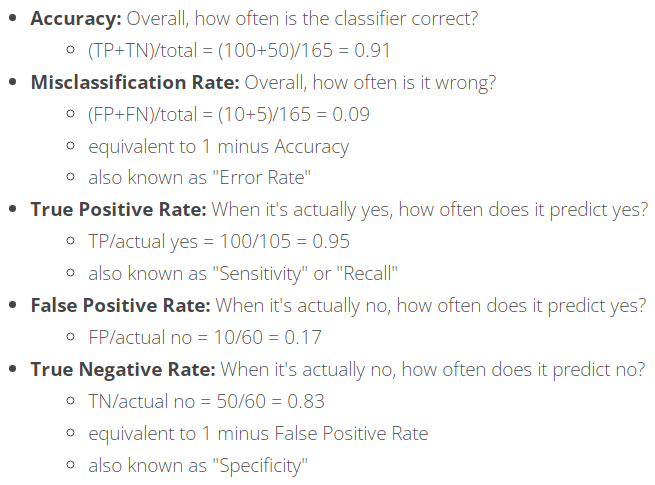 Accuracy: Overall, how often is the classifier correct?
(TP+TN)/total = (100+50)/165 = 0.91
Misclassification Rate: Overall, how often is it wrong?
(FP+FN)/total = (10+5)/165 = 0.09
equivalent to 1 minus Accuracy
also known as "Error Rate"
True Positive Rate: When it's actually yes, how often does it predict yes?
TP/actual yes = 100/105 = 0.95
also known as "Sensitivity" or "Recall"
False Positive Rate: When it's actually no, how often does it predict yes?
FP/actual no = 10/60 = 0.17
True Negative Rate: When it's actually no, how often does it predict no?
TN/actual no = 50/60 = 0.83
equivalent to 1 minus False Positive Rate
also known as "Specificity"